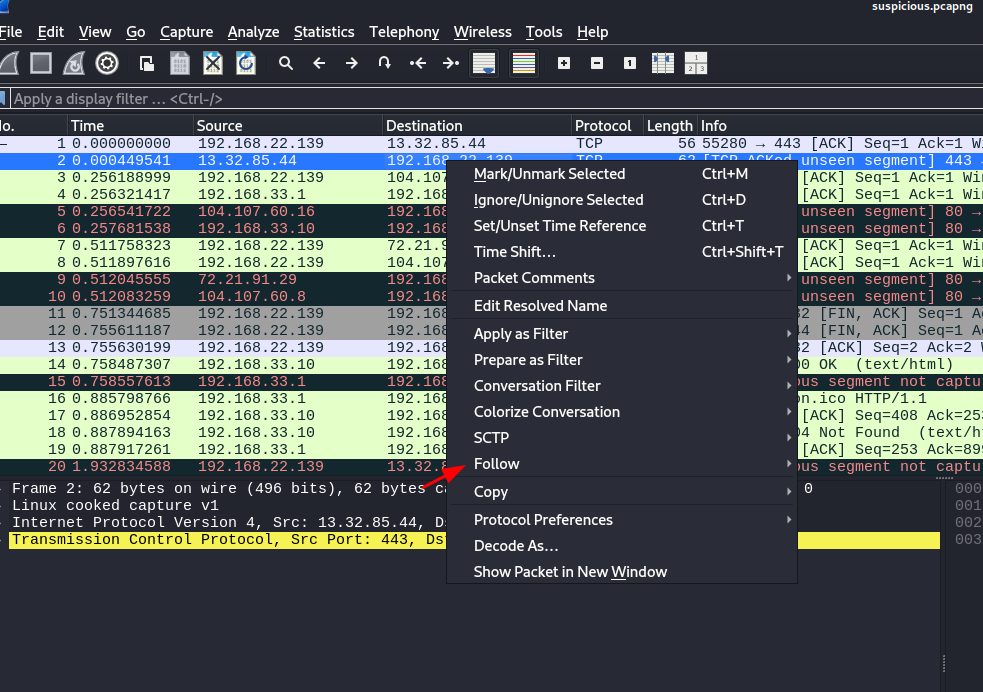 suspicious.pcapng
File Edit View Go Capture Analyze Statistics Telephony Wireless Tools Help
Apply a display filter … <Ctrl-/>
No. Time Source Destination Protocol Length Info
1 0.000000000 192.168.22.139 13.32.85.44 TCP 56 55280 → 443 [ACK] Seq=1 Ack=1
2 0.000449541 13.32.85.44 192.168.22.139 TCP 62 [TCP ACKed unseen segment] 443 →
3 0.256188999 192.168.22.139 104.107 [ACK] Seq=1 Ack=1
4 0.256321417 192.168.33.1 192.168 [ACK] Seq=1 Ack=1
5 0.256541722 104.107.60.16 192.168 unseen segment] 80 →
6 0.257681538 192.168.33.10 192.168 unseen segment] 80 →
7 0.511758323 192.168.22.139 72.21.9 [ACK] Seq=1 Ack=1
8 0.511897616 192.168.22.139 104.107 [ACK] Seq=1 Ack=1
9 0.512045555 72.21.91.29 192.168 unseen segment] 80 →
10 0.512083259 104.107.60.8 192.168 unseen segment] 80 →
11 0.751344685 192.168.22.139 13.32.8 32 [FIN, ACK] Seq=1
12 0.755611187 192.168.22.139 192.168 44 [FIN, ACK] Seq=1
13 0.755630199 192.168.22.139 13.32.8 32 [ACK] Seq=2 Ack=2
14 0.758487307 192.168.33.10 192.168 00 OK (text/html)
15 0.758557613 192.168.33.1 192.168 ous segment not captu
16 0.885798766 192.168.33.1 192.168 on.ico HTTP/1.1
17 0.886952854 192.168.33.10 192.168 [ACK] Seq=408 Ack=253
18 0.887894163 192.168.33.10 192.168 04 Not Found (text/h
19 0.887917261 192.168.33.1 192.168 [ACK] Seq=253 Ack=899
20 1.932834588 192.168.22.139 13.32.8 ous segment not captu
Mark/Unmark Selected Ctrl+M
Ignore/Unignore Selected Ctrl+D
Set/Unset Time Reference Ctrl+T
Time Shift… Ctrl+Shift+T
Packet Comments
Edit Resolved Name
Apply as Filter
Prepare as Filter
Conversation Filter
Colorize Conversation
SCTP
Follow
Copy
Protocol Preferences
Decode As…
Show Packet in New Window
Frame 2: 62 bytes on wire (496 bits), 62 bytes ca 0
Linux cooked capture v1
Internet Protocol Version 4, Src: 13.32.85.44, Ds
Transmission Control Protocol, Src Port: 443, Dst
000
001
002
003